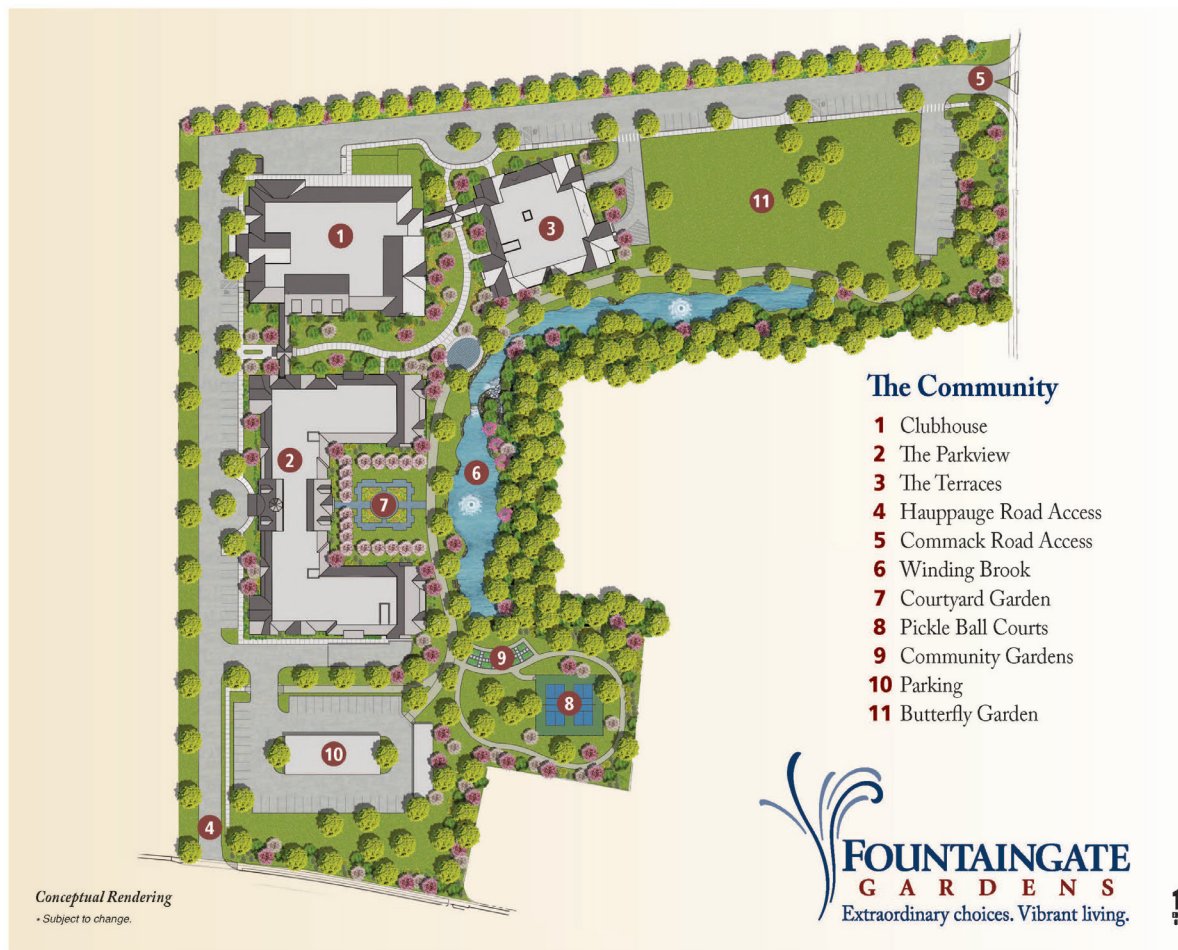 5
11
1
3
6
2
7
9
8
10
4
The Community
1 Clubhouse
2 The Parkview
3 The Terraces
4 Hauppauge Road Access
5 Commack Road Access
6 Winding Brook
7 Courtyard Garden
8 Pickle Ball Courts
9 Community Gardens
10 Parking
11 Butterfly Garden
FOUNTAINGATE
GARDENS
Extraordinary choices. Vibrant living.
Conceptual Rendering
• Subject to change.